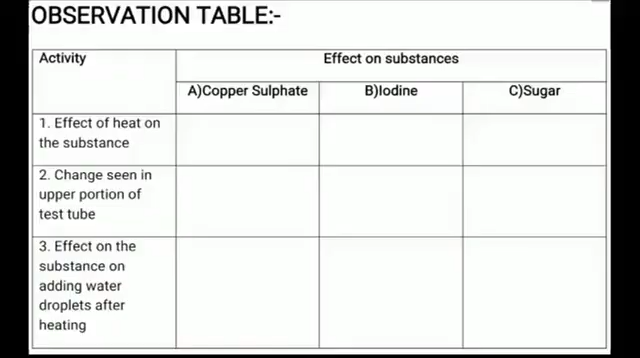 OBSERVATION TABLE:-
Activity
Effect on substances
A)Copper Sulphate
B)Iodine
C)Sugar
1. Effect of heat on
the substance
2. Change seen in
upper portion of
test tube
3. Effect on the
substance on
adding water
droplets after
heating